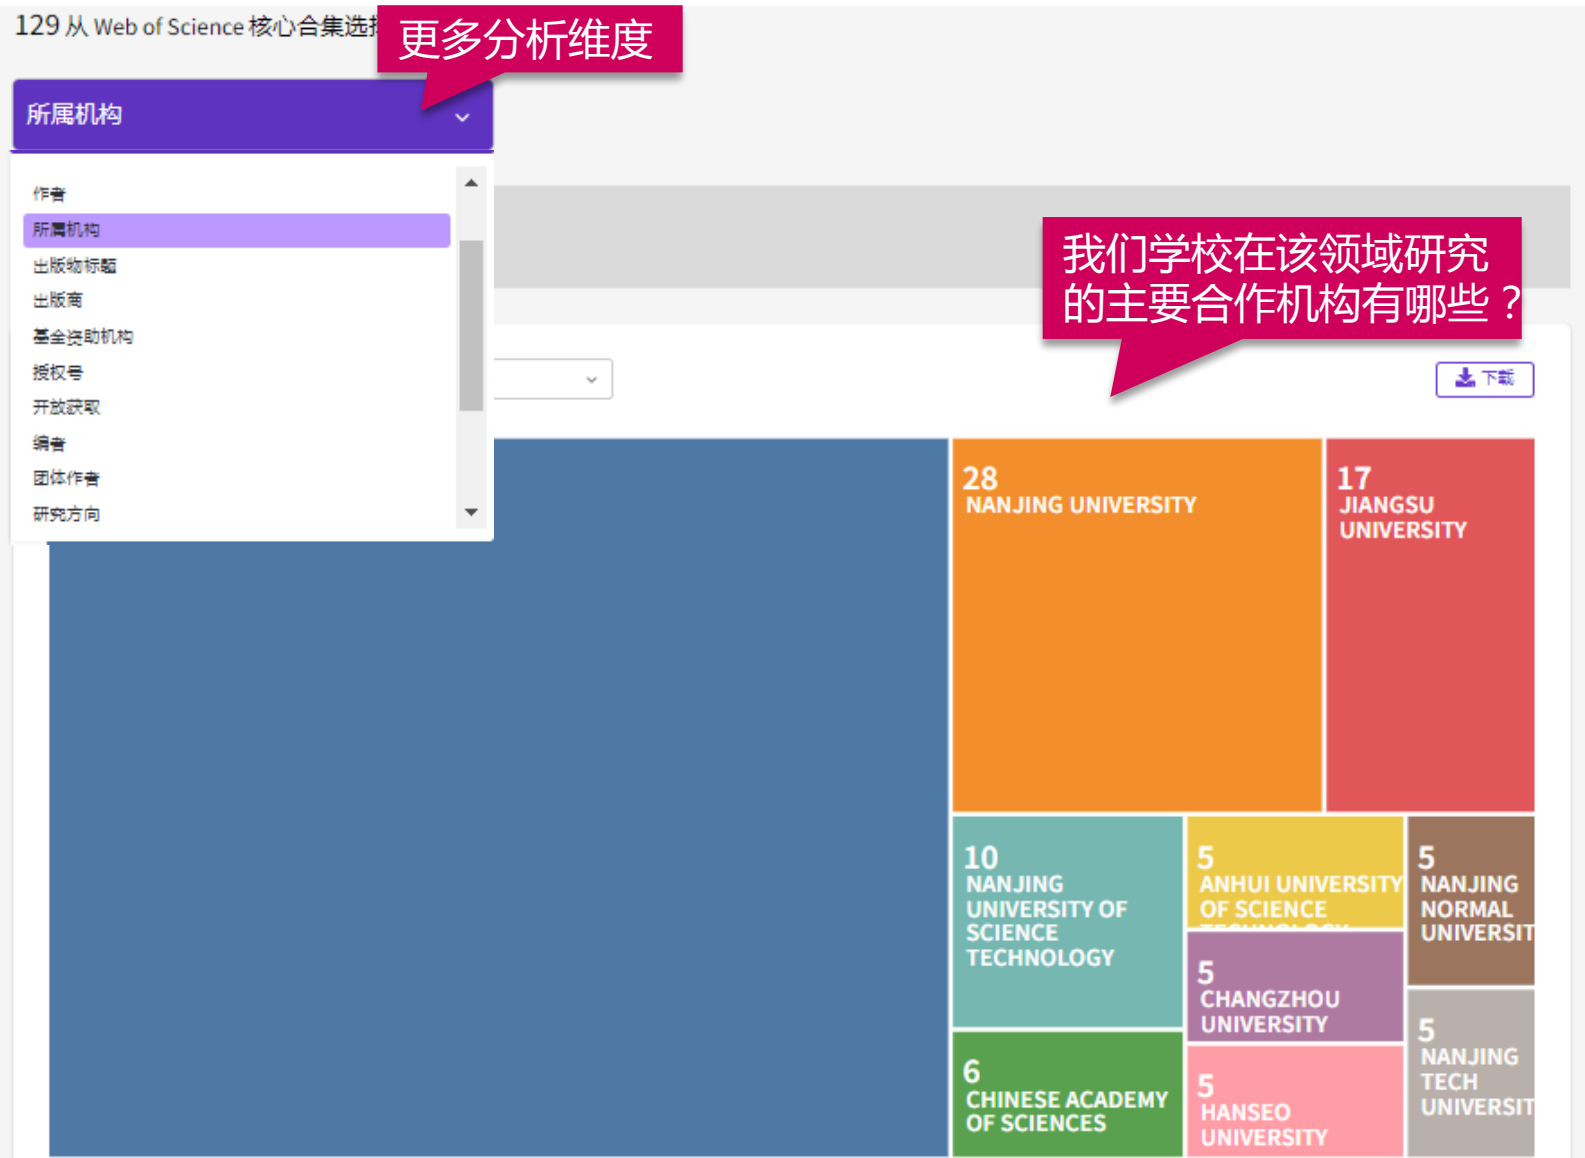 129 从 Web of Science 核心合集选
更多分析维度
所属机构
作者
所属机构
出版物标题
出版商
基金资助机构
授权号
开放获取
编者
团体作者
研究方向
我们学校在该领域研究
的主要合作机构有哪些？
下载
28
NANJING UNIVERSITY
17
JIANGSU
UNIVERSITY
10
NANJING
UNIVERSITY OF
SCIENCE
TECHNOLOGY
5
ANHUI UNIVERSITY
OF SCIENCE
TECHNOLOGY
5
NANJING
NORMAL
UNIVERSIT
5
CHANGZHOU
UNIVERSITY
5
NANJING
TECH
UNIVERSIT
6
CHINESE ACADEMY
OF SCIENCES
5
HANSEO
UNIVERSITY